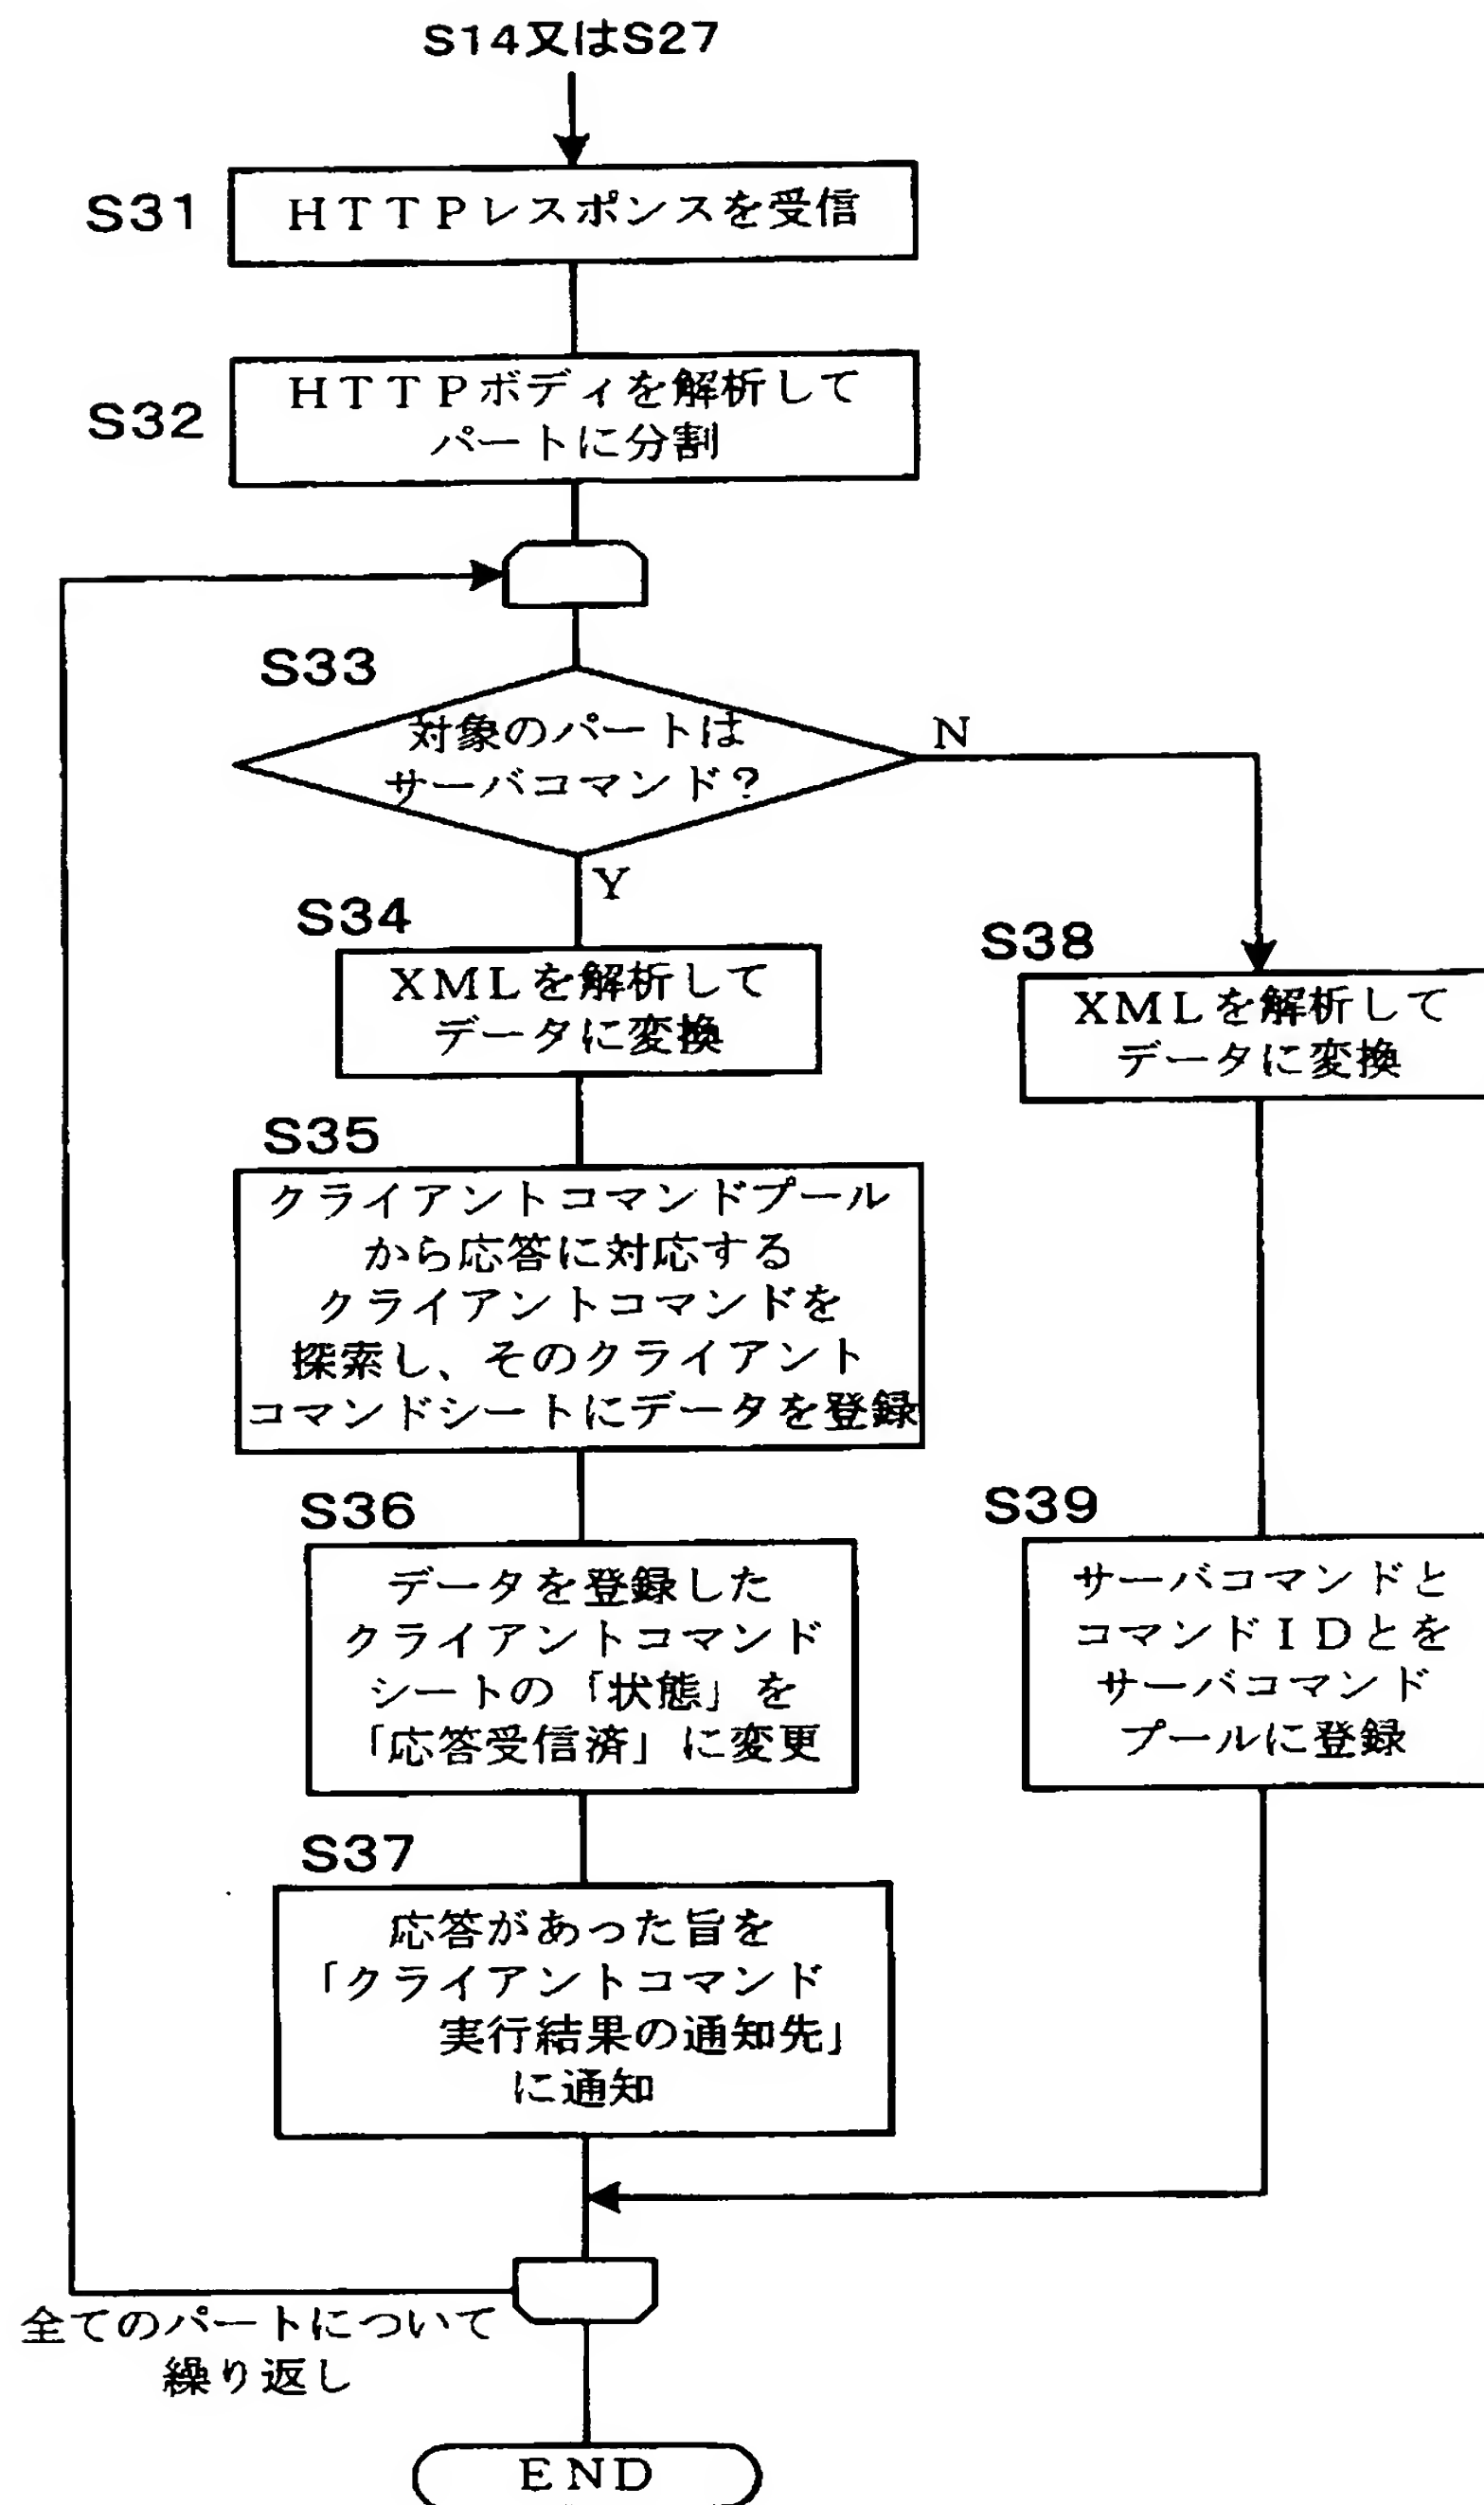 S14又はS27
S31
HTTPレスポンスを受信
S32
HTTPボディを解析して
パートに分割
S33
対象のパートは
サーバコマンド?
N
Y
S34
XMLを解析して
データに変換
S35
クライアントコマンドプール
から応答に対応する
クライアントコマンドを
探索し、そのクライアント
コマンドシートにデータを登録
S36
データを登録した
クライアントコマンド
シートの「状態」を
「応答受信済」に変更
S37
応答があった旨を
「クライアントコマンド
実行結果の通知先」
に通知
S38
XMLを解析して
データに変換
S39
サーバコマンドと
コマンドIDとを
サーバコマンド
プールに登録
全てのパートについて
繰り返し
END